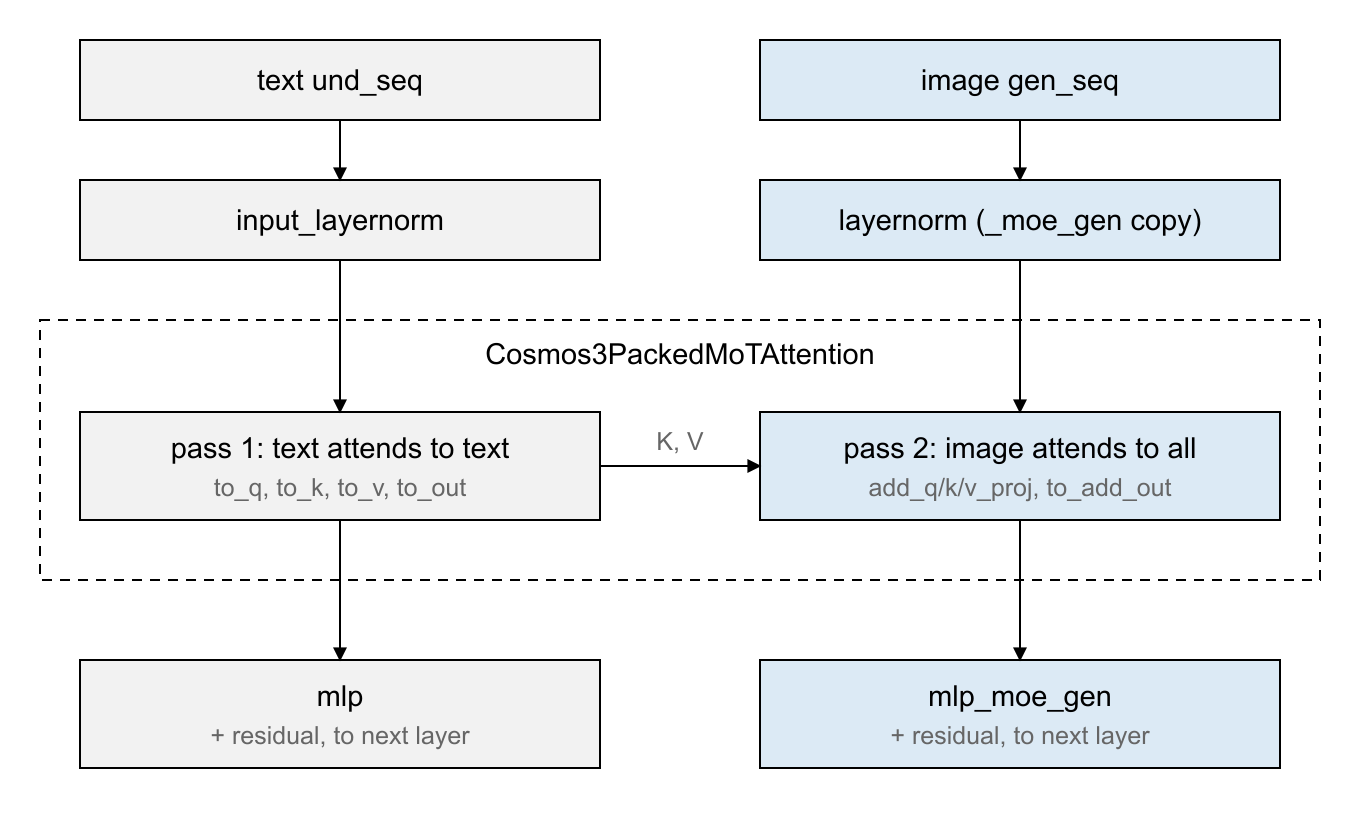 text und_seq
image gen_seq
input_layernorm
layernorm (_moe_gen copy)
Cosmos3PackedMoTAttention
pass 1: text attends to text
to_q, to_k, to_v, to_out
K, V
pass 2: image attends to all
add_q/k/v_proj, to_add_out
mlp
+ residual, to next layer
mlp_moe_gen
+ residual, to next layer